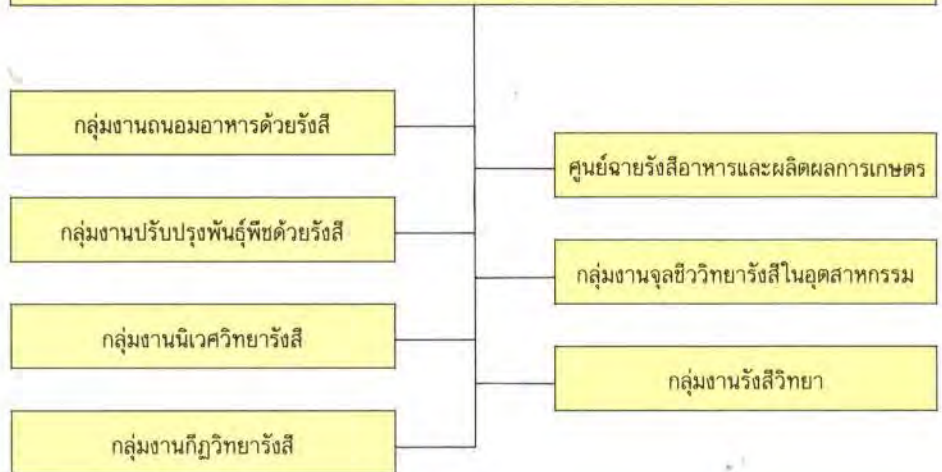 กลุ่มงานถนอมอาหารด้วยรังสี
ศูนย์ฉายรังสีอาหารและผลิตผลการเกษตร
กลุ่มงานปรับปรุงพันธุ์พืชด้วยรังสี
กลุ่มงานจุลชีววิทยารังสีในอุตสาหกรรม
กลุ่มงานนิเวศวิทยารังสี
กลุ่มงานรังสีวิทยา
กลุ่มงานกีฏวิทยารังสี